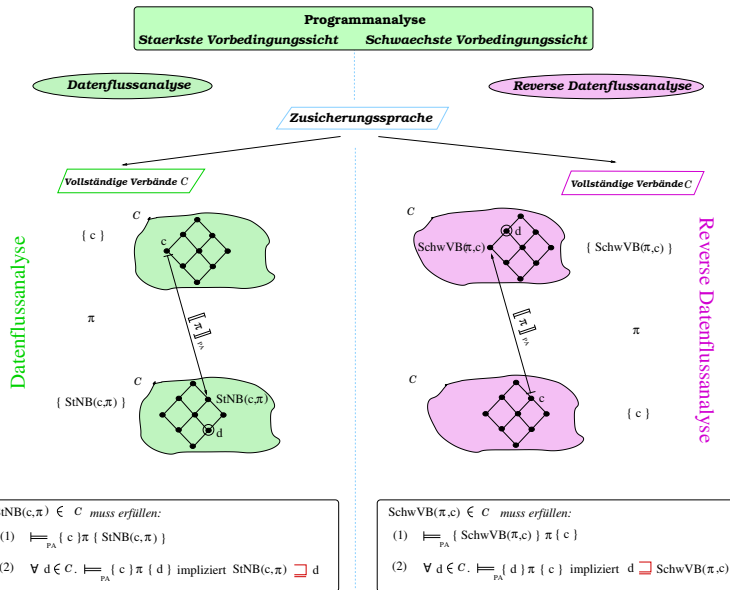 Programmanalyse
Staerkste Vorbedingungssicht Schwaechste Vorbedingungssicht
Datenflussanalyse
Reverse Datenflussanalyse
Zusicherungssprache
Vollständige Verbände C
Vollständige Verbände C
Datenflussanalyse
Reverse Datenflussanalyse
C
{ c }
c
π
[[ π ]] PA
C
{ StNB(c,π) }
StNB(c,π)
d
C
d
SchwVB(π,c)
{ SchwVB(π,c) }
[[ π ]] PA
π
C
c
{ c }
StNB(c,π) ∈ C muss erfüllen:
(1) ⊨PA { c } π { StNB(c,π) }
(2) ∀ d ∈ C. ⊨PA { c } π { d } impliziert StNB(c,π) ⊒ d
SchwVB(π,c) ∈ C muss erfüllen:
(1) ⊨PA { SchwVB(π,c) } π { c }
(2) ∀ d ∈ C. ⊨PA { d } π { c } impliziert d ⊒ SchwVB(π,c)